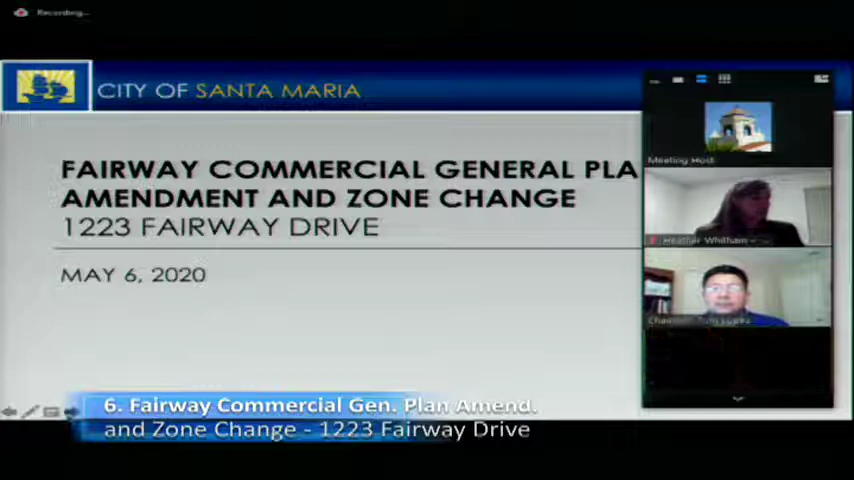 Recording...
CITY OF SANTA MARIA
FAIRWAY COMMERCIAL GENERAL PLA
AMENDMENT AND ZONE CHANGE
1223 FAIRWAY DRIVE
MAY 6, 2020
Meeting Host
Heather Whitham
6. Fairway Commercial Gen. Plan Amend.
and Zone Change - 1223 Fairway Drive